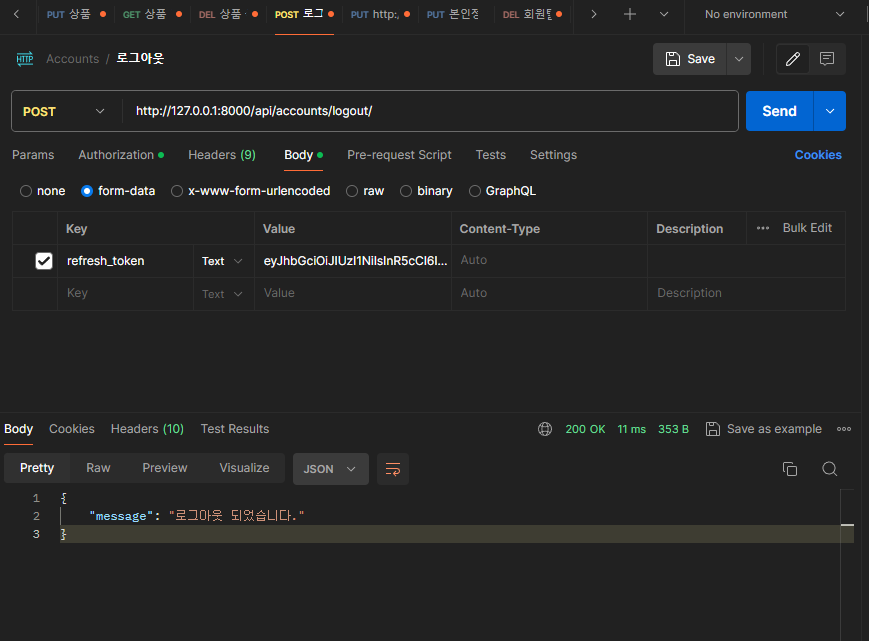 PUT 상품 GET 상품 DEL 상품 POST 로그 PUT http:, PUT 본인정 DEL 회원탈 No environment
HTTP Accounts / 로그아웃 Save
POST http://127.0.0.1:8000/api/accounts/logout/ Send
Params Authorization Headers (9) Body Pre-request Script Tests Settings Cookies
none form-data x-www-form-urlencoded raw binary GraphQL
Key Value Content-Type Description ••• Bulk Edit
refresh_token Text eyJhbGciOiJIUzI1NiIsInR5cCI6I... Auto
Key Text Value Auto Description
Body Cookies Headers (10) Test Results 200 OK 11 ms 353 B Save as example
Pretty Raw Preview Visualize JSON
1 {
2 "message": "로그아웃 되었습니다."
3 }